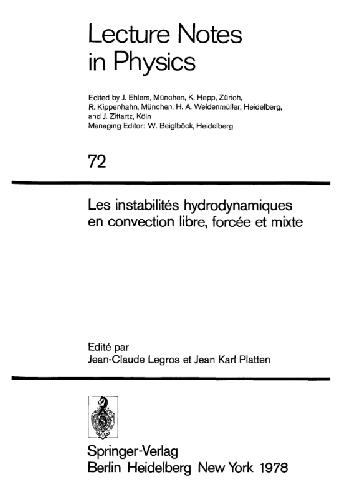 Lecture Notes
in Physics
Edited by J. Ehlers, München, K. Hepp, Zürich,
R. Kippenhahn, München, H. A. Weidenmüller, Heidelberg,
and J. Zittartz, Köln
Managing Editor: W. Beiglböck, Heidelberg
72
Les instabilités hydrodynamiques
en convection libre, forcée et mixte
Edité par
Jean-Claude Legros et Jean Karl Platten
Springer-Verlag
Berlin Heidelberg New York 1978